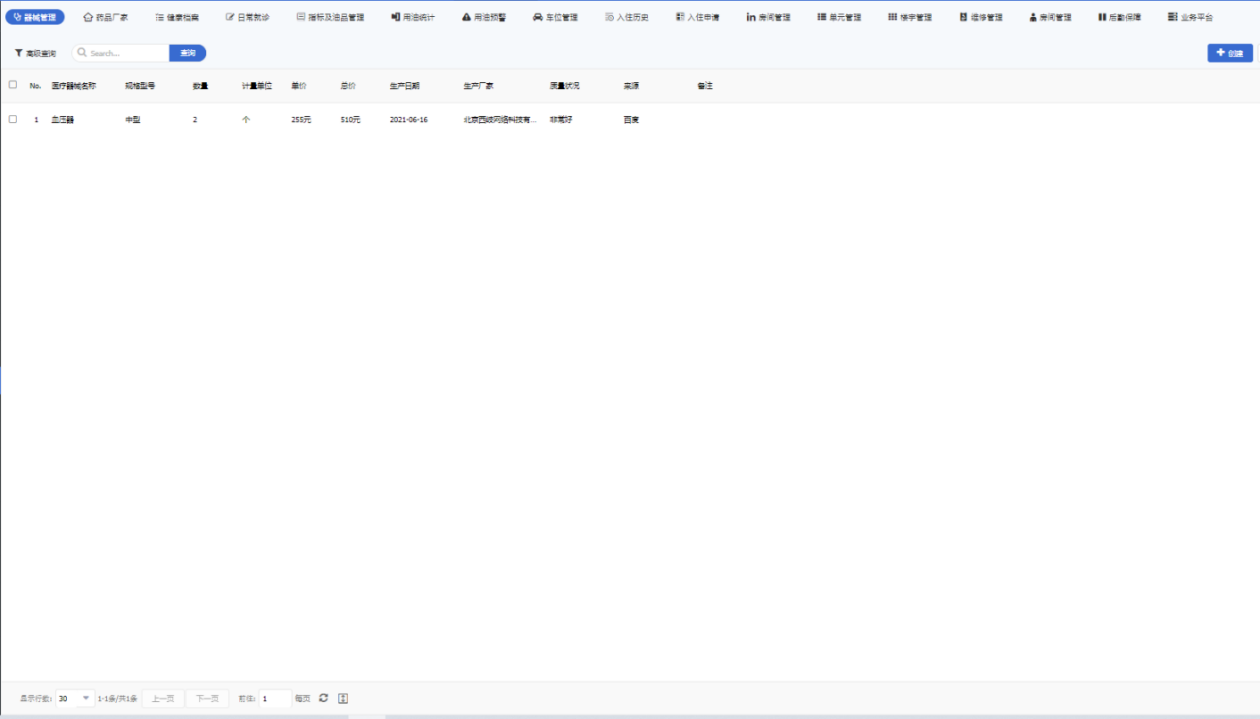 器械管理 药品厂家 健康档案 日常就诊 指标及油品管理 用油统计 用油预警 车位管理 入住历史 入住申请 房间管理 单元管理 楼宇管理 维修管理 房间管理 后勤保障 业务平台
高级查询 Search... 查询 创建
No. 医疗器械名称 规格型号 数量 计量单位 单价 总价 生产日期 生产厂家 质量状况 来源 备注
1 血压器 中型 2 个 255元 510元 2021-06-16 北京西岐网络科技有... 非常好 百度
显示行数: 30 1-1条/共1条 上一页 下一页 前往: 1 每页